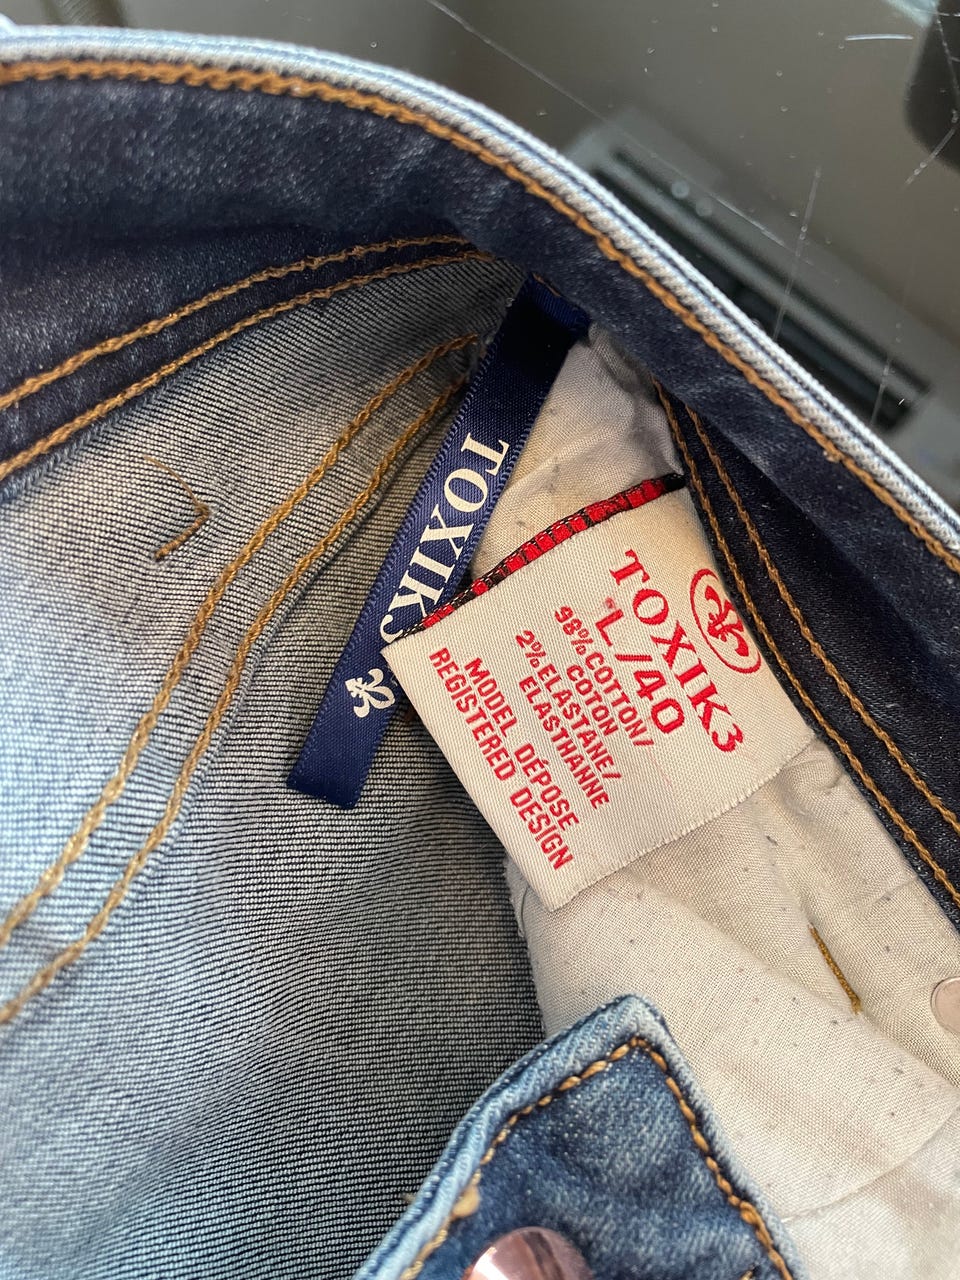 TOXIK3
TOXIK3
L/40
98%COTTON/
COTON
2%ELASTANE/
ELASTHANNE
MODEL DÉPOSE
REGISTERED DESIGN